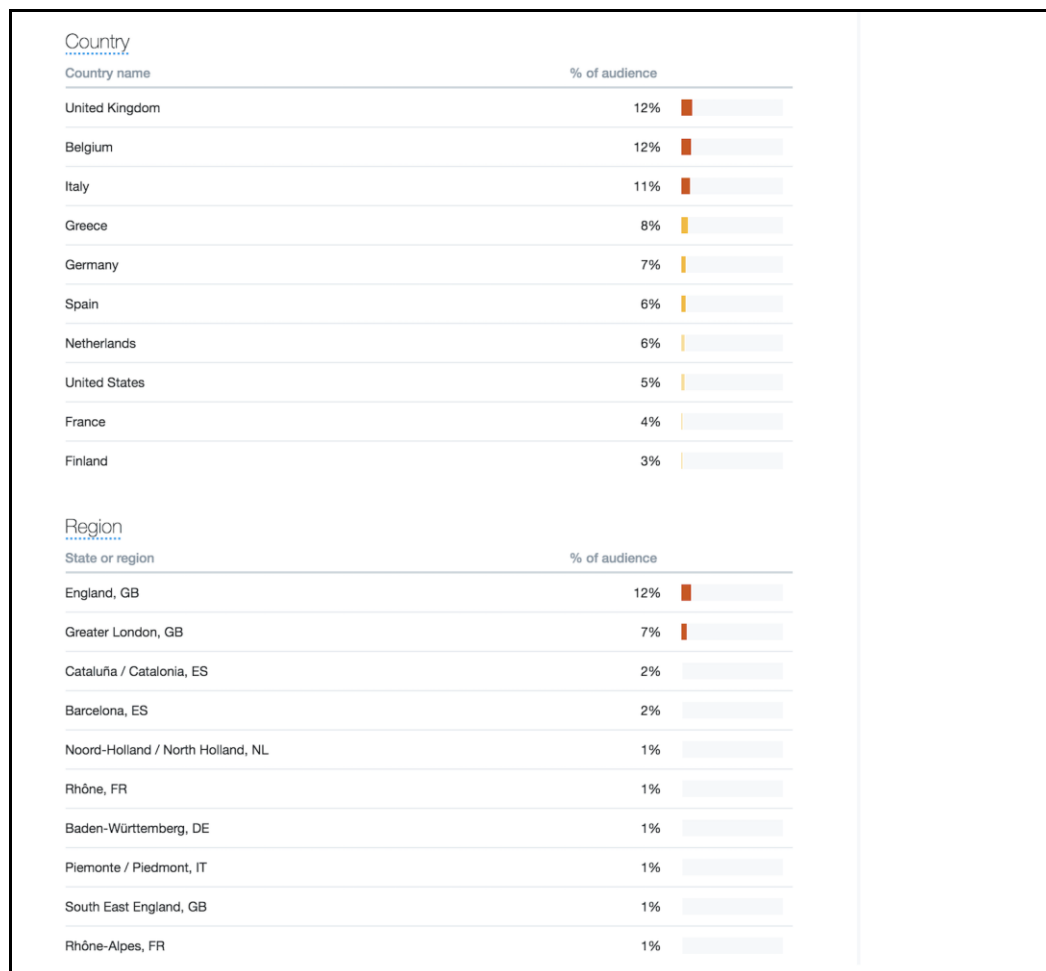 Country
Country name % of audience
United Kingdom 12%
Belgium 12%
Italy 11%
Greece 8%
Germany 7%
Spain 6%
Netherlands 6%
United States 5%
France 4%
Finland 3%
Region
State or region % of audience
England, GB 12%
Greater London, GB 7%
Cataluña / Catalonia, ES 2%
Barcelona, ES 2%
Noord-Holland / North Holland, NL 1%
Rhône, FR 1%
Baden-Württemberg, DE 1%
Piemonte / Piedmont, IT 1%
South East England, GB 1%
Rhône-Alpes, FR 1%